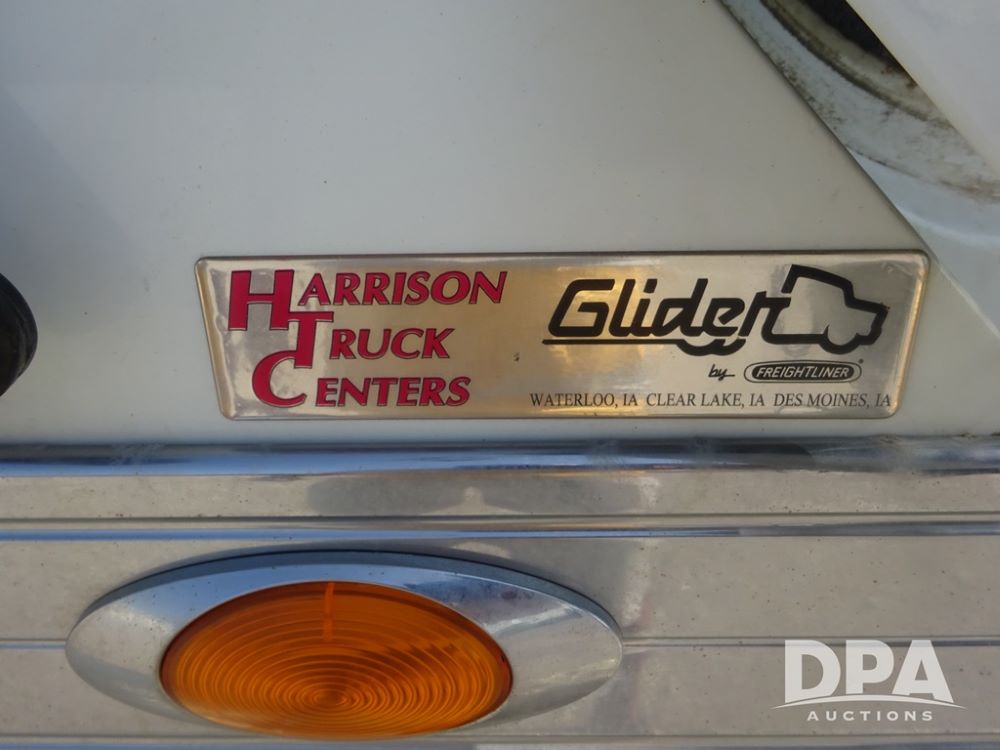 HARRISON
TRUCK
CENTERS
Glider
by FREIGHTLINER®
WATERLOO, IA CLEAR LAKE, IA DES MOINES, IA
DPA
AUCTIONS